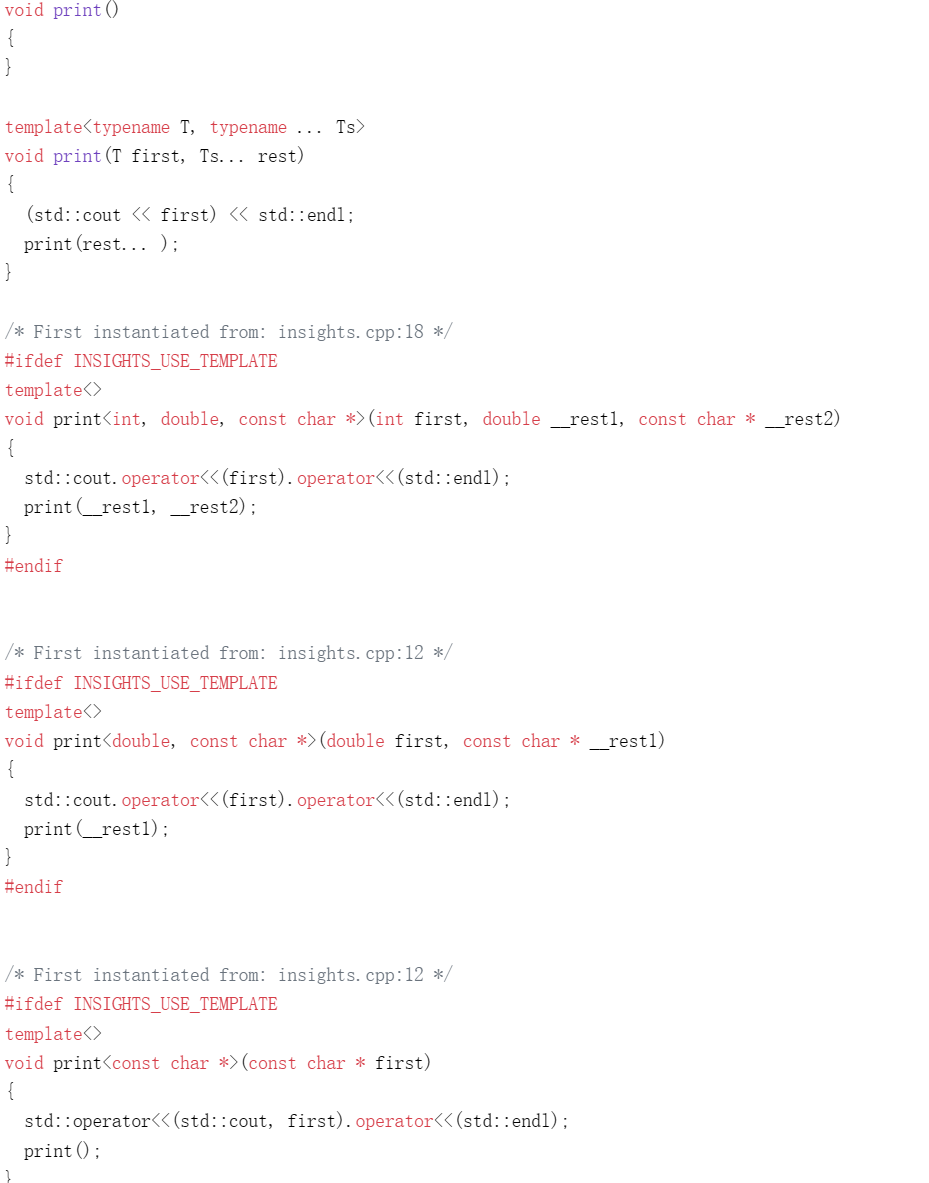 void print()
{
}
template<typename T, typename ... Ts>
void print(T first, Ts... rest)
{
  (std::cout << first) << std::endl;
  print(rest... );
}
/* First instantiated from: insights.cpp:18 */
#ifdef INSIGHTS_USE_TEMPLATE
template<>
void print<int, double, const char *>(int first, double __rest1, const char * __rest2)
{
  std::cout.operator<<(first).operator<<(std::endl);
  print(__rest1, __rest2);
}
#endif
/* First instantiated from: insights.cpp:12 */
#ifdef INSIGHTS_USE_TEMPLATE
template<>
void print<double, const char *>(double first, const char * __rest1)
{
  std::cout.operator<<(first).operator<<(std::endl);
  print(__rest1);
}
#endif
/* First instantiated from: insights.cpp:12 */
#ifdef INSIGHTS_USE_TEMPLATE
template<>
void print<const char *>(const char * first)
{
  std::operator<<(std::cout, first).operator<<(std::endl);
  print();
}